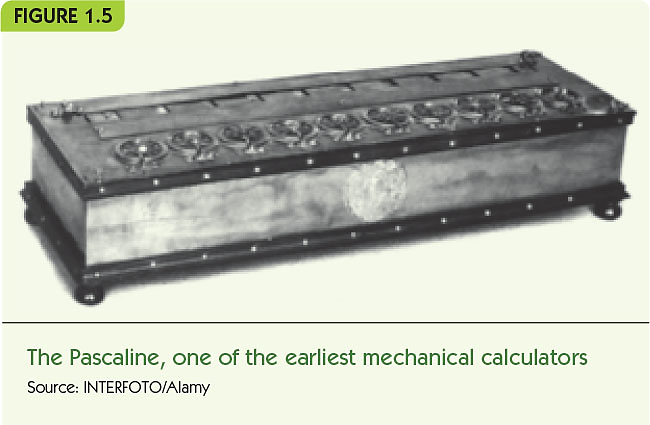 FIGURE 1.5
The Pascaline, one of the earliest mechanical calculators
Source: INTERFOTO/Alamy